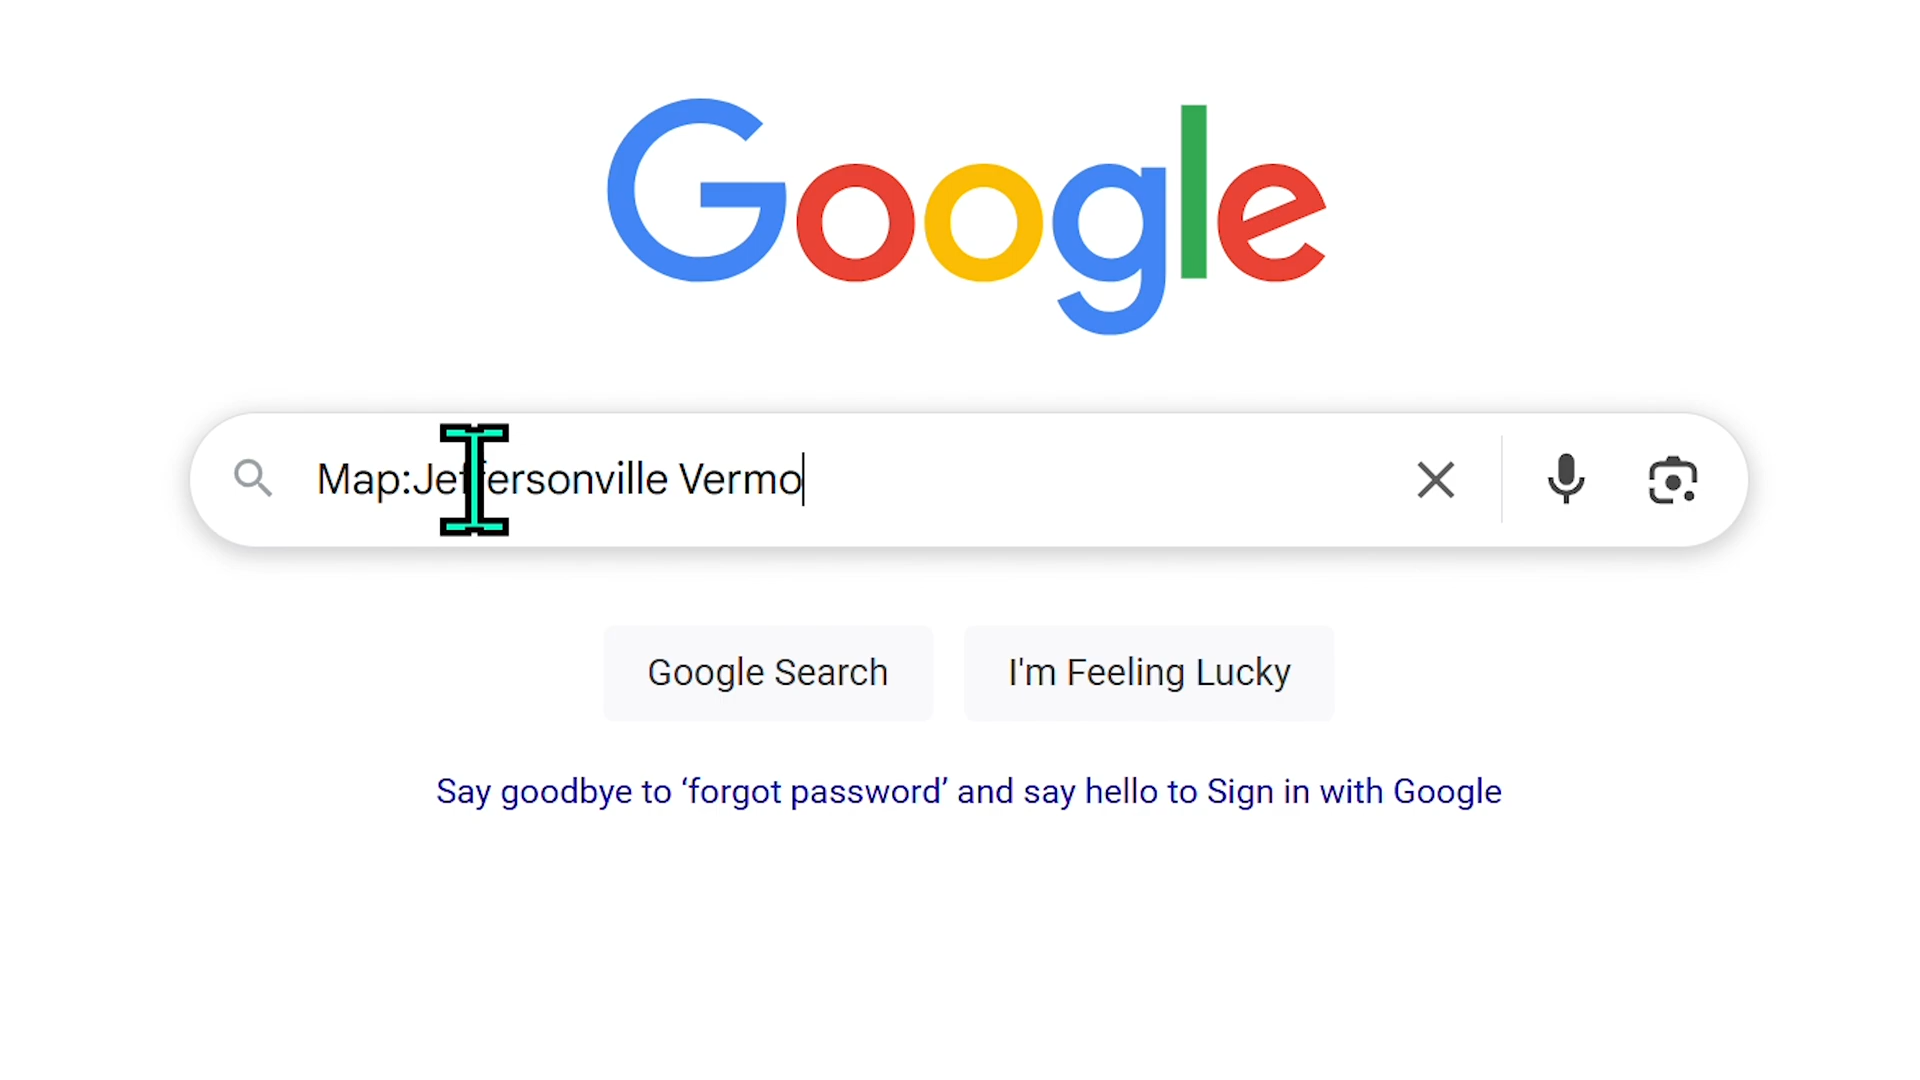 Google
Map:Jeffersonville Vermo
Google Search
I'm Feeling Lucky
Say goodbye to ‘forgot password’ and say hello to Sign in with Google